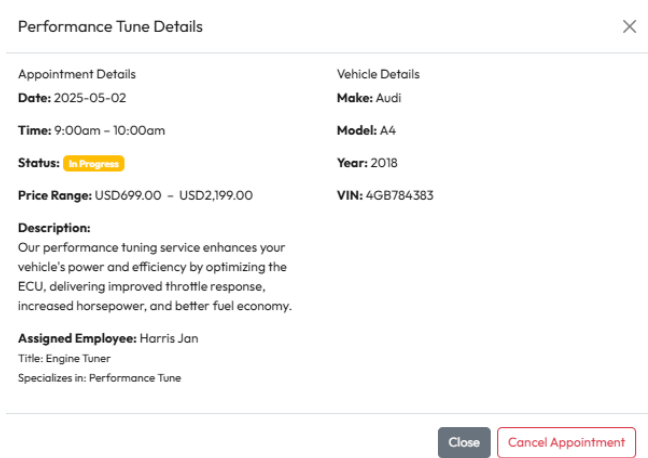 Performance Tune Details
Appointment Details
Date: 2025-05-02
Time: 9:00am – 10:00am
Status: In Progress
Price Range: USD699.00 – USD2,199.00
Description:
Our performance tuning service enhances your
vehicle's power and efficiency by optimizing the
ECU, delivering improved throttle response,
increased horsepower, and better fuel economy.
Assigned Employee: Harris Jan
Title: Engine Tuner
Specializes in: Performance Tune
Vehicle Details
Make: Audi
Model: A4
Year: 2018
VIN: 4GB784383
Close
Cancel Appointment